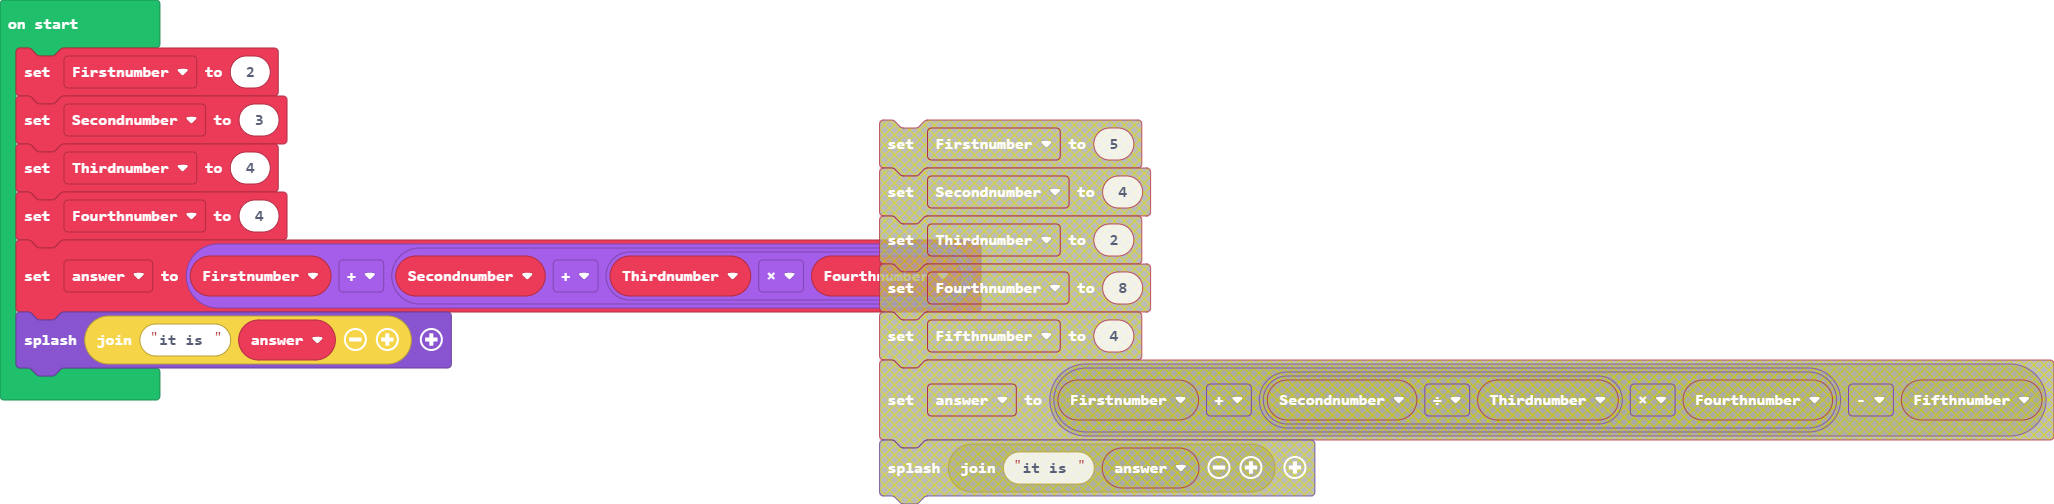 on start
set Firstnumber to 2
set Secondnumber to 3
set Thirdnumber to 4
set Fourthnumber to 4
set answer to Firstnumber + Secondnumber + Thirdnumber × Fourthnumber
splash join "it is " answer
set Firstnumber to 5
set Secondnumber to 4
set Thirdnumber to 2
set Fourthnumber to 8
set Fifthnumber to 4
set answer to Firstnumber + Secondnumber ÷ Thirdnumber × Fourthnumber - Fifthnumber
splash join "it is " answer